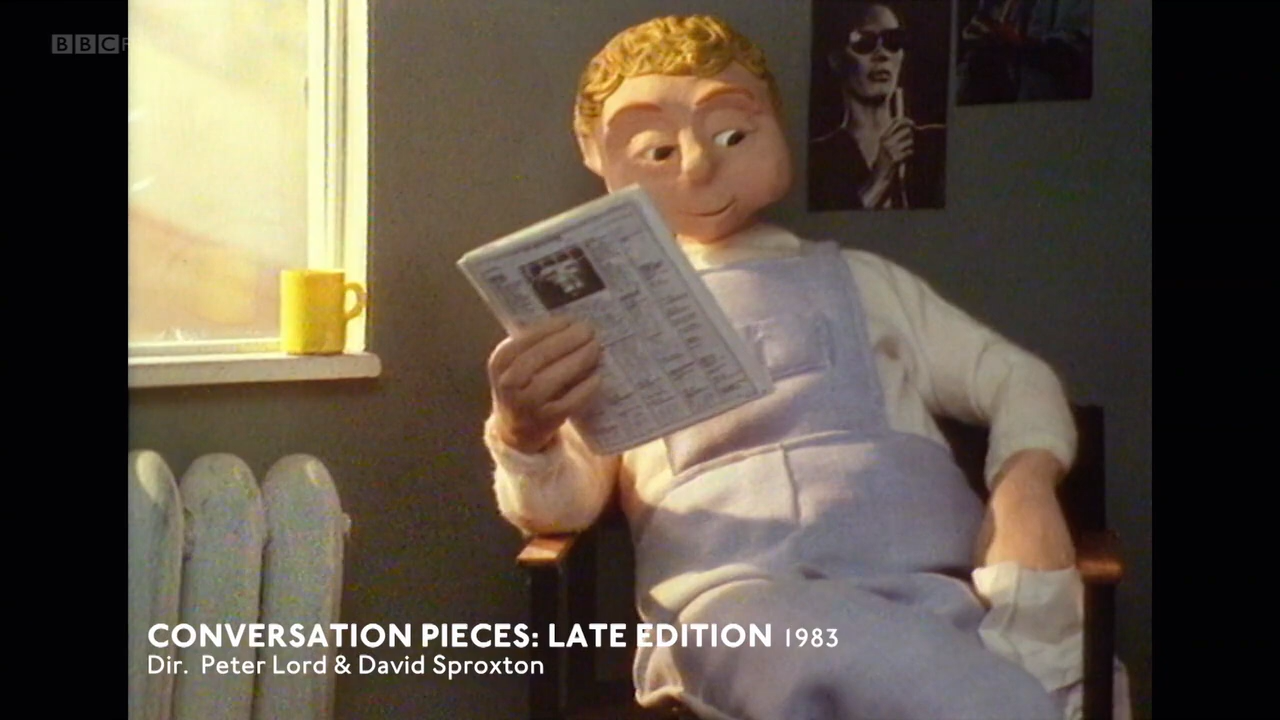 BBC F
CONVERSATION PIECES: LATE EDITION 1983
Dir. Peter Lord & David Sproxton